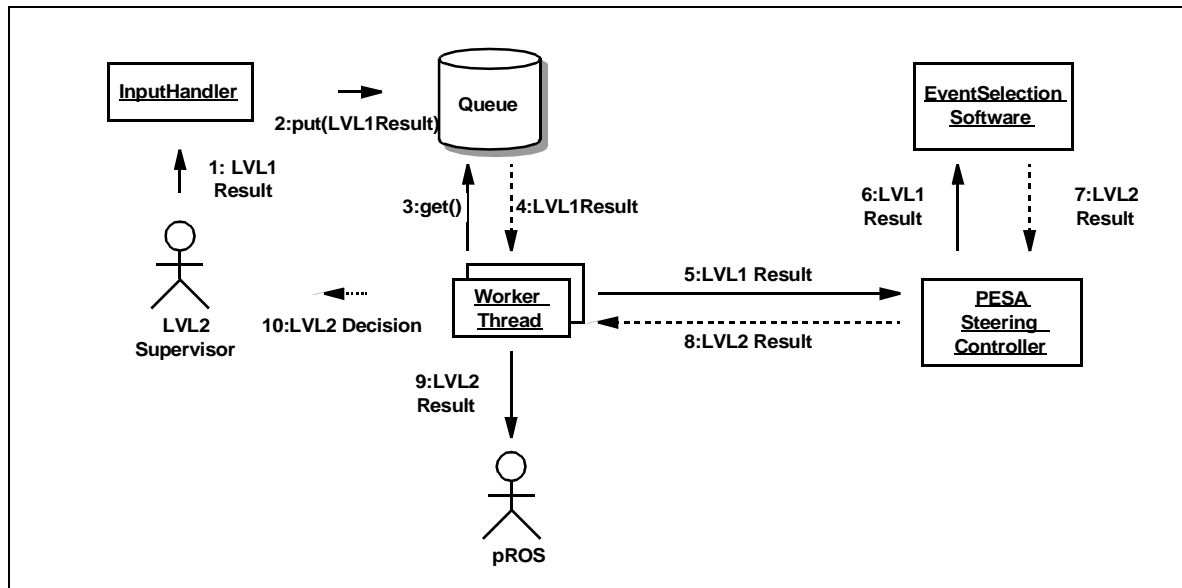 InputHandler
2:put(LVL1Result)
Queue
EventSelection
Software
1: LVL1
Result
3:get()
4:LVL1Result
6:LVL1
Result
7:LVL2
Result
LVL2
Supervisor
10:LVL2 Decision
Worker
Thread
5:LVL1 Result
8:LVL2 Result
PESA
Steering
Controller
9:LVL2
Result
pROS